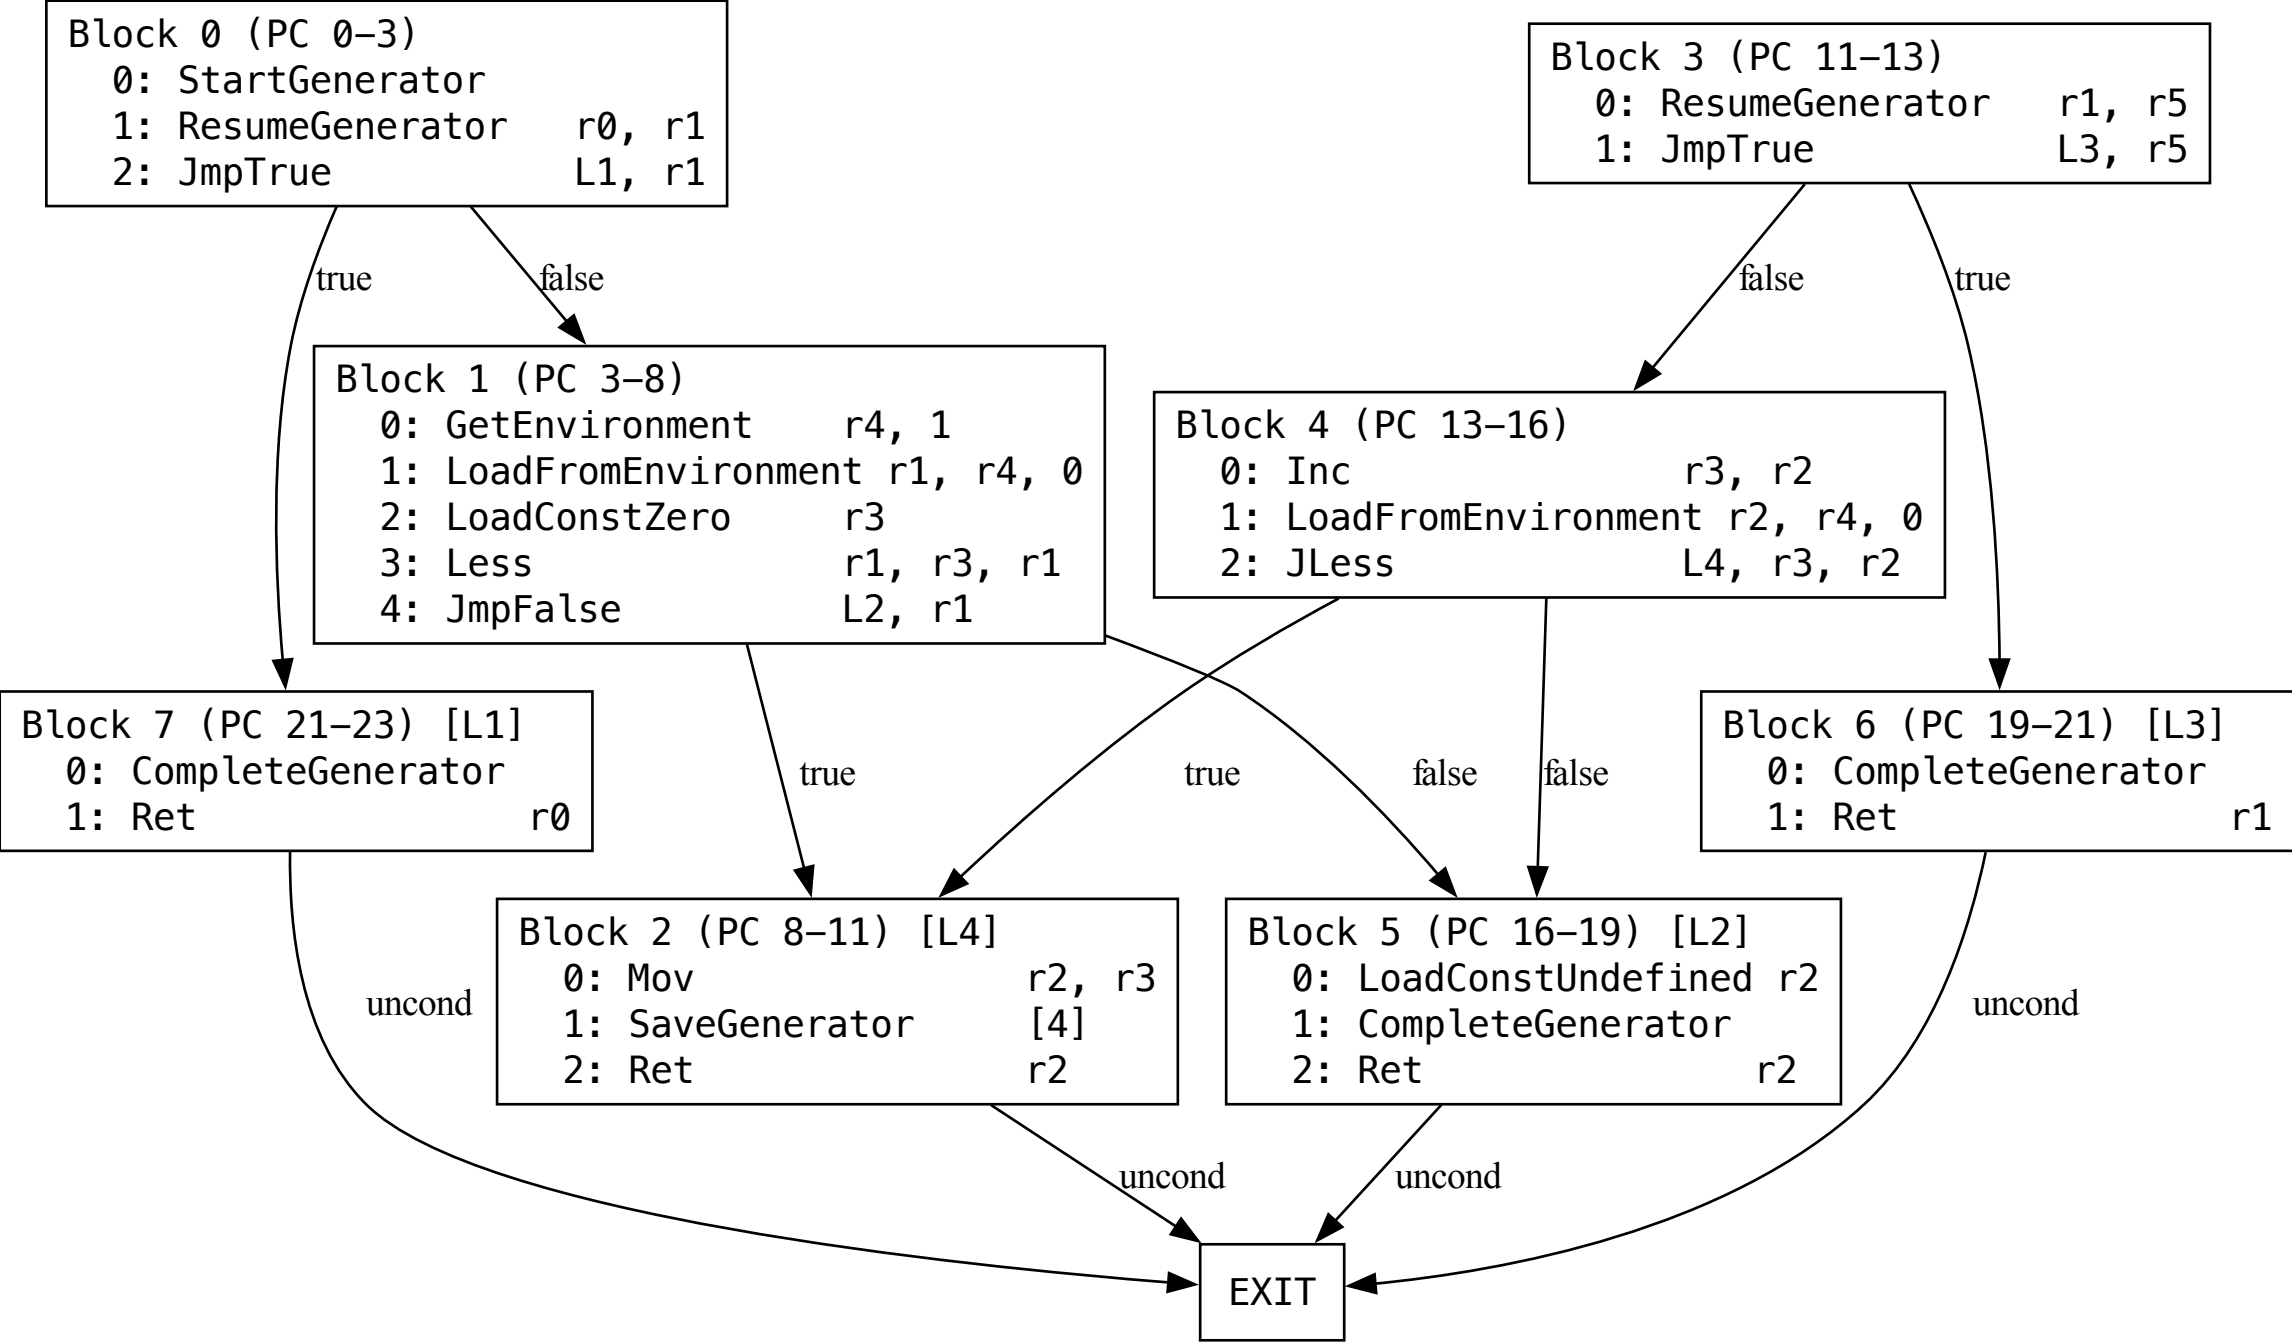 Block 0 (PC 0–3)
0: StartGenerator
1: ResumeGenerator r0, r1
2: JmpTrue L1, r1
Block 3 (PC 11–13)
0: ResumeGenerator r1, r5
1: JmpTrue L3, r5
true
false
false
true
Block 1 (PC 3–8)
0: GetEnvironment r4, 1
1: LoadFromEnvironment r1, r4, 0
2: LoadConstZero r3
3: Less r1, r3, r1
4: JmpFalse L2, r1
Block 4 (PC 13–16)
0: Inc r3, r2
1: LoadFromEnvironment r2, r4, 0
2: JLess L4, r3, r2
Block 7 (PC 21–23) [L1]
0: CompleteGenerator
1: Ret r0
true
true
false
false
Block 6 (PC 19–21) [L3]
0: CompleteGenerator
1: Ret r1
uncond
Block 2 (PC 8–11) [L4]
0: Mov r2, r3
1: SaveGenerator [4]
2: Ret r2
Block 5 (PC 16–19) [L2]
0: LoadConstUndefined r2
1: CompleteGenerator
2: Ret r2
uncond
uncond
uncond
EXIT